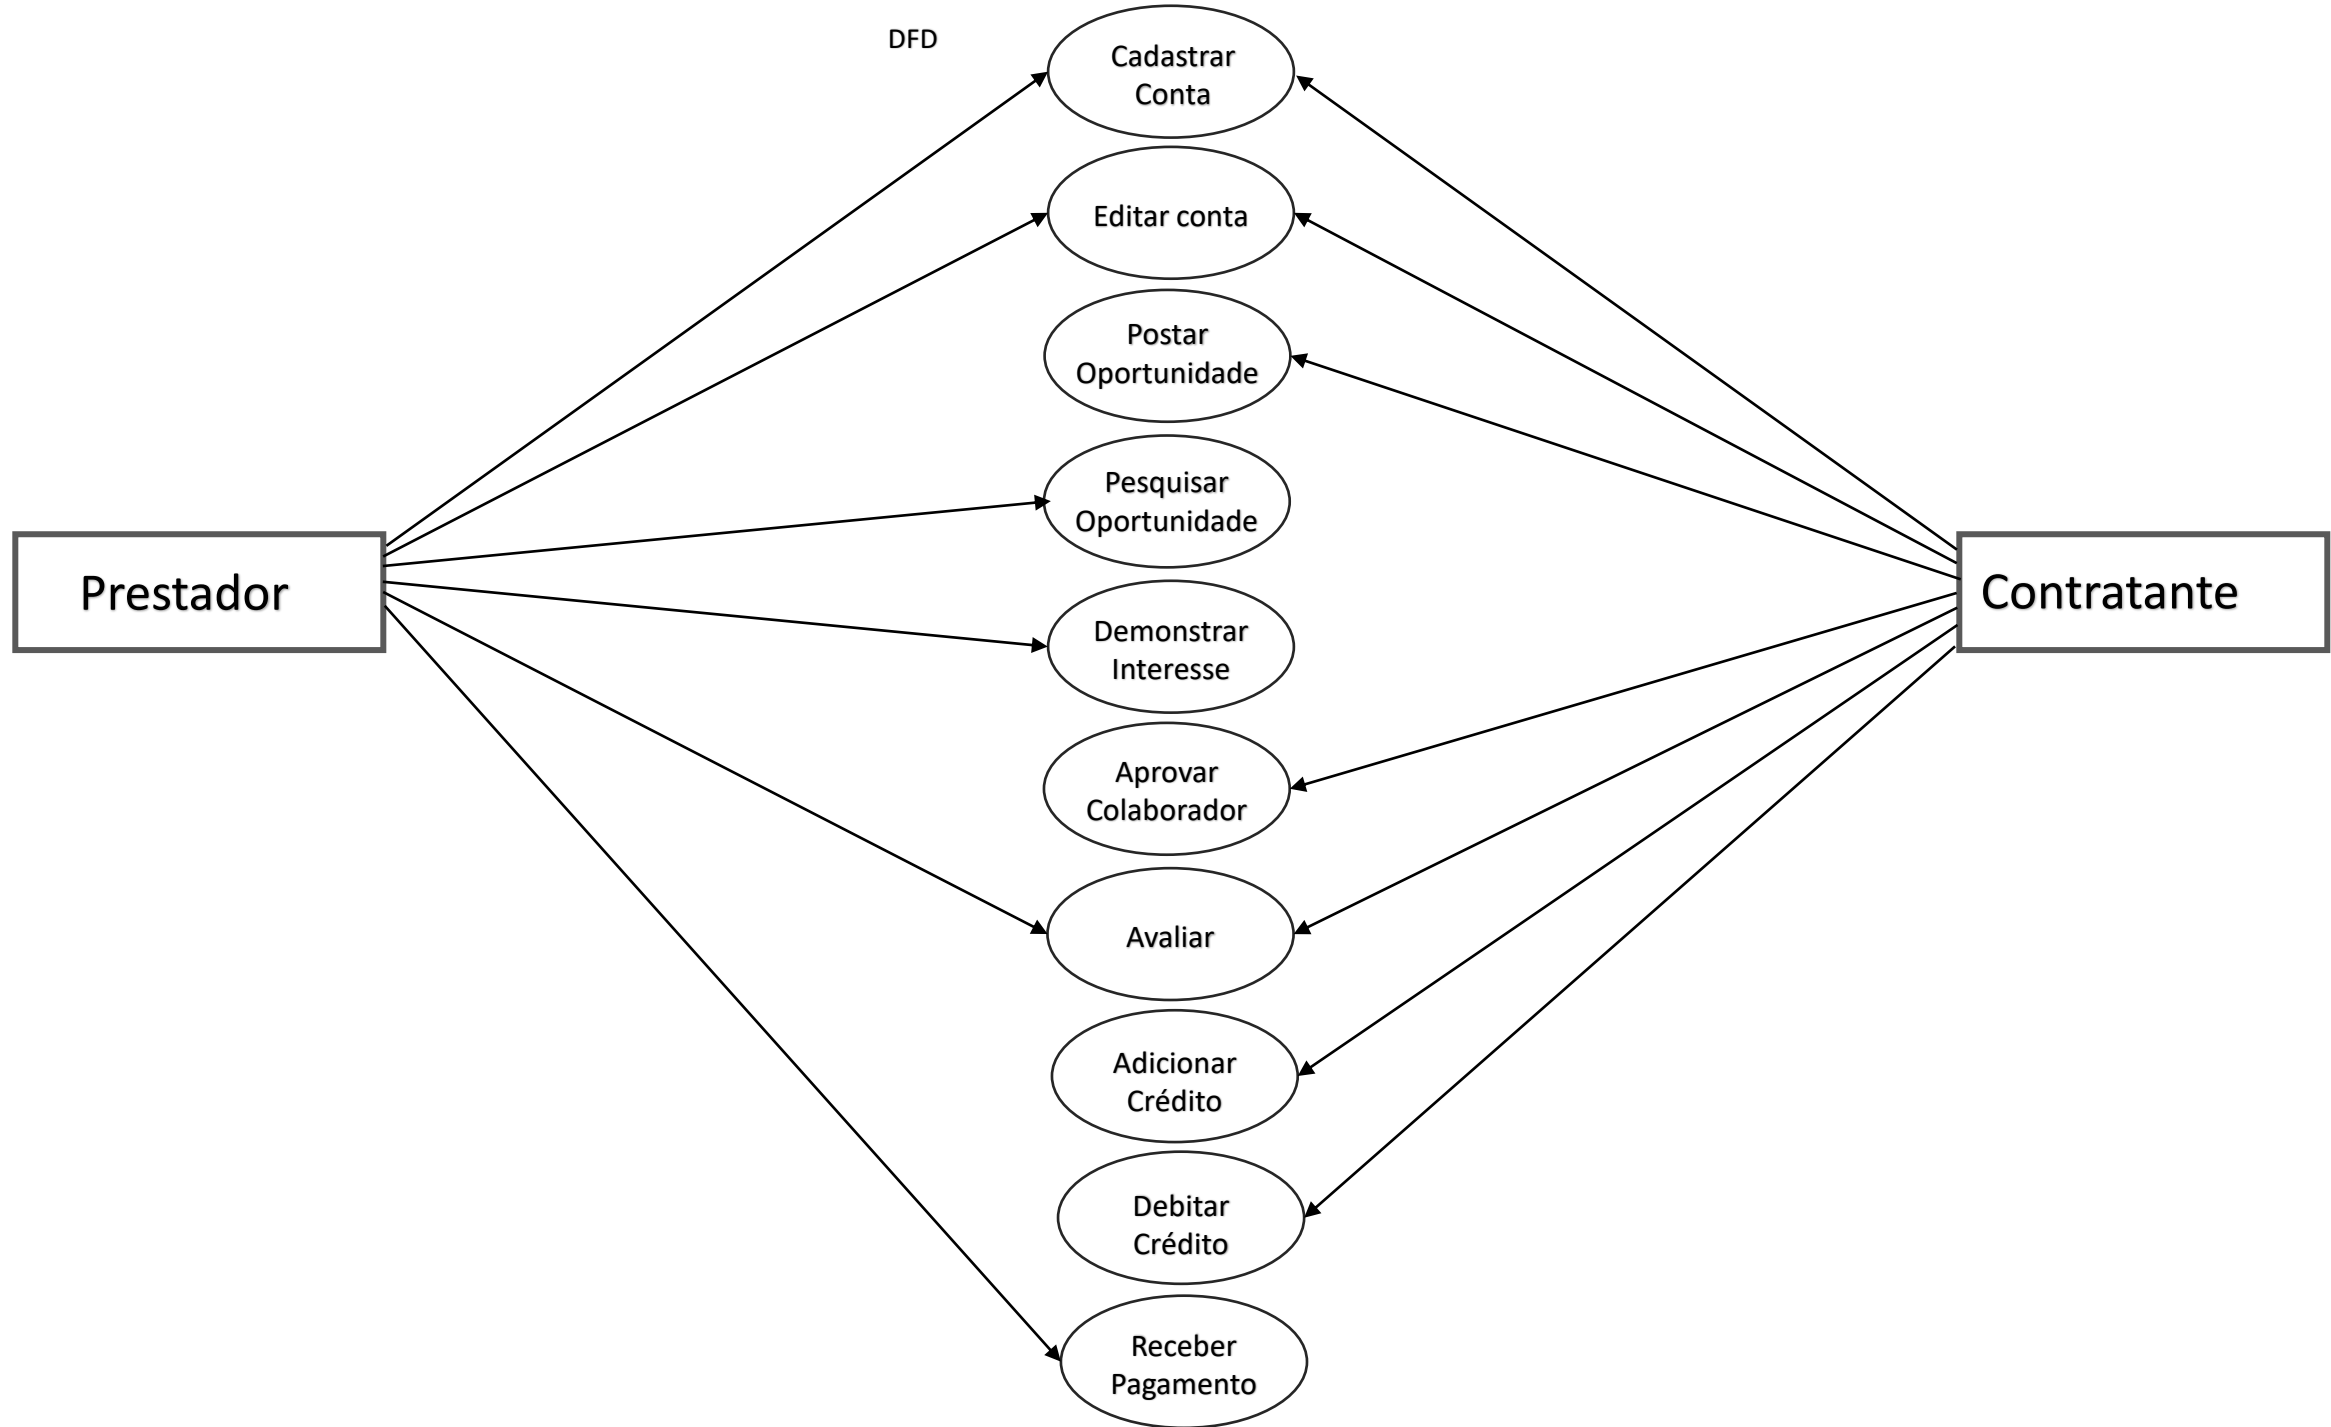 DFD
Cadastrar
Conta
Editar conta
Postar
Oportunidade
Pesquisar
Oportunidade
Prestador
Contratante
Demonstrar
Interesse
Aprovar
Colaborador
Avaliar
Adicionar
Crédito
Debitar
Crédito
Receber
Pagamento